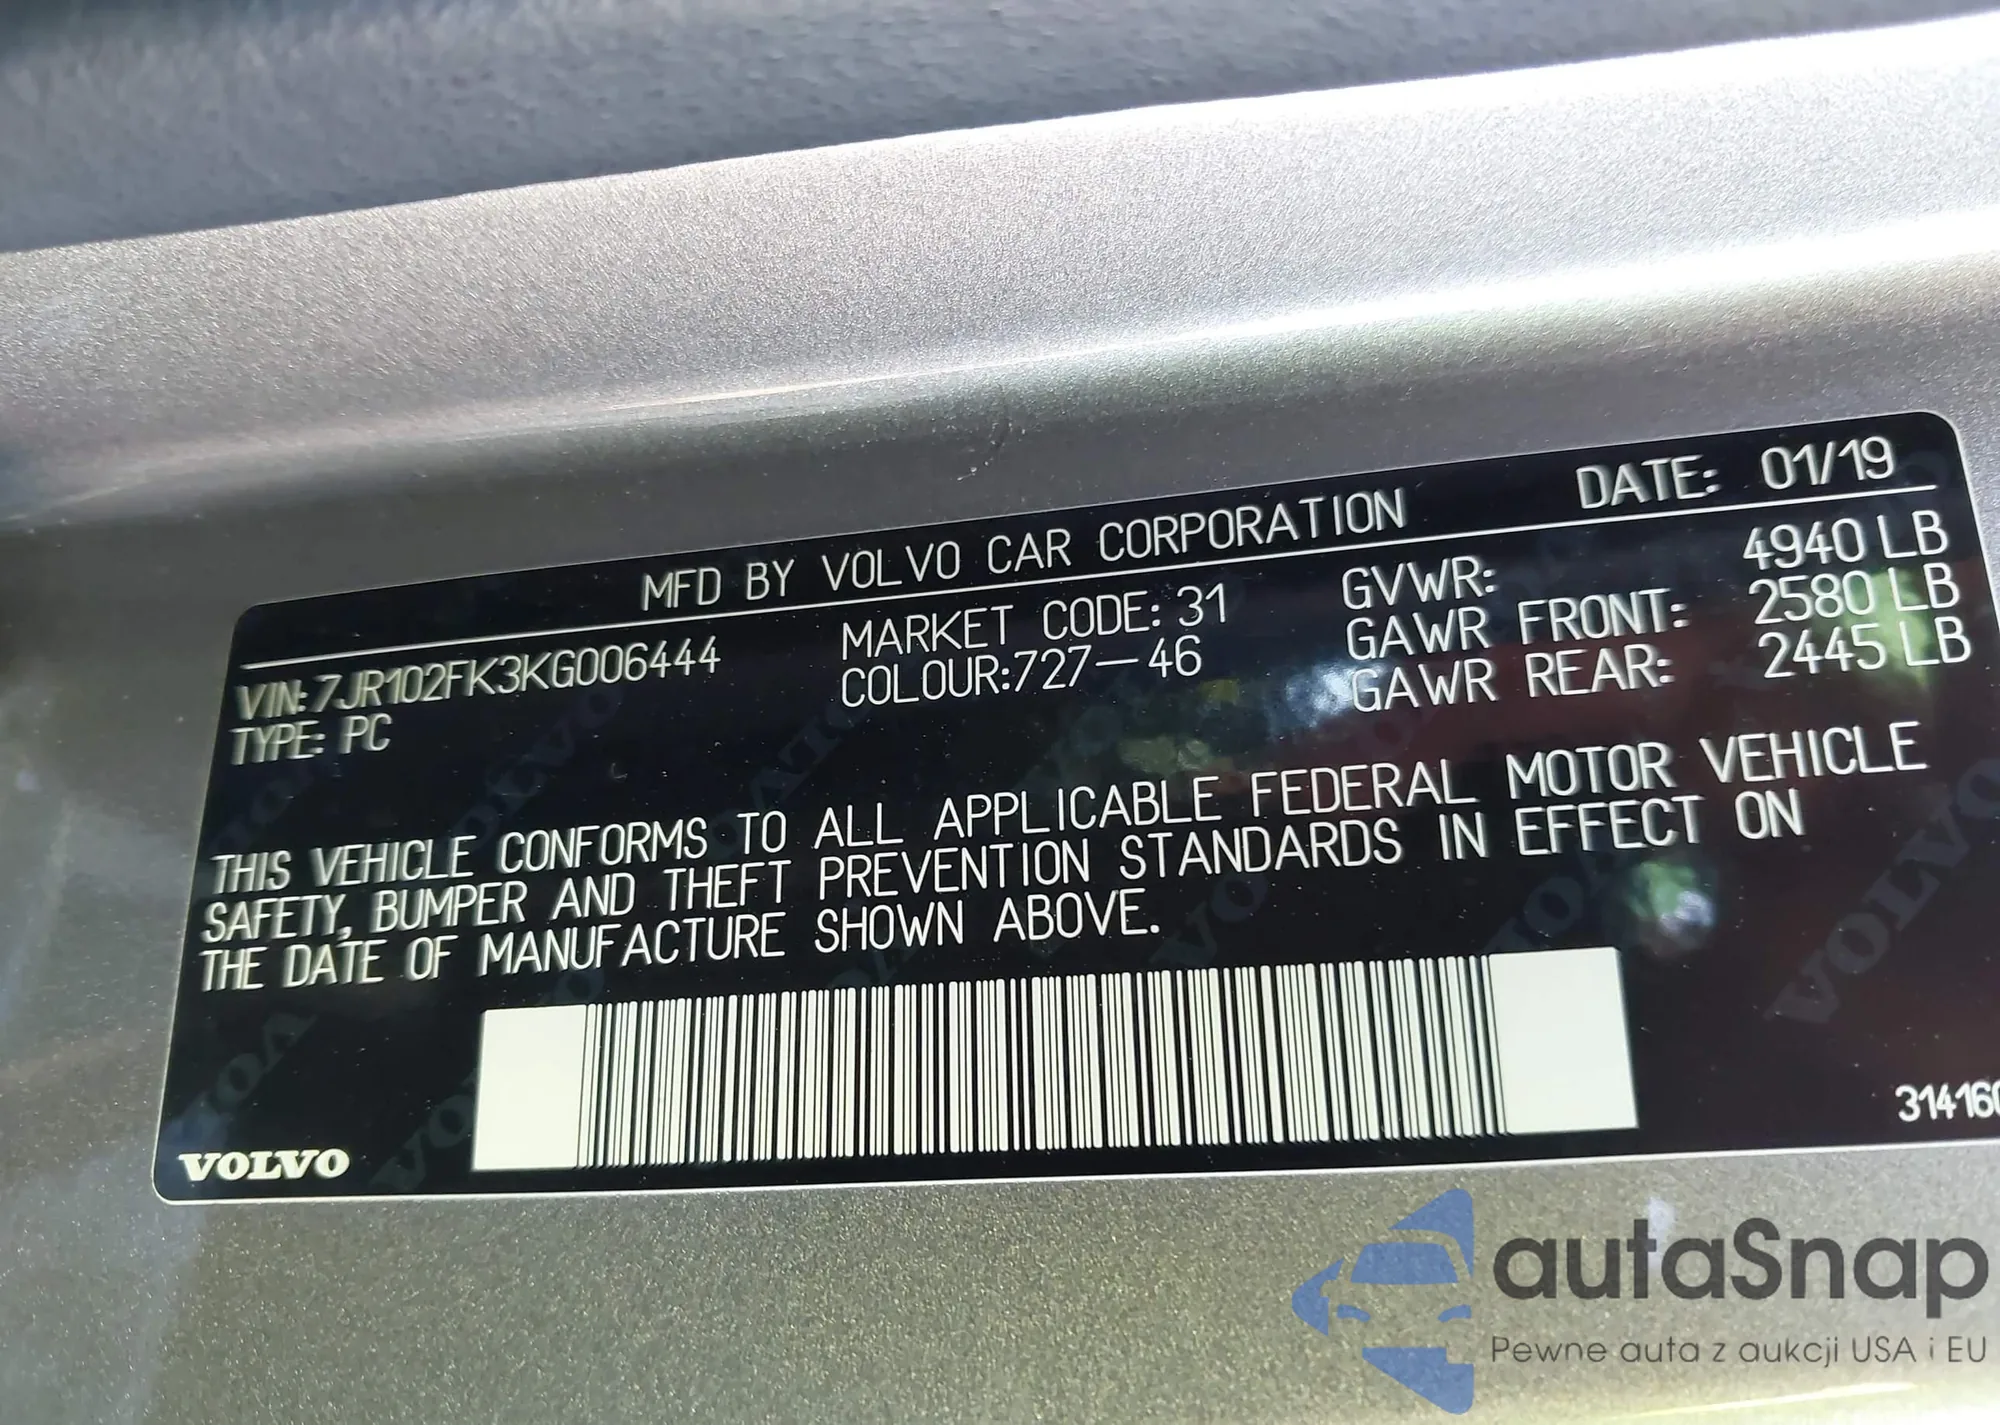 MFD BY VOLVO CAR CORPORATION DATE: 01/19
VIN: 7JR102FK3KG006444 MARKET CODE: 31 GVWR: 4940 LB
TYPE: PC COLOUR:727-46 GAWR FRONT: 2580 LB
GAWR REAR: 2445 LB
THIS VEHICLE CONFORMS TO ALL APPLICABLE FEDERAL MOTOR VEHICLE
SAFETY, BUMPER AND THEFT PREVENTION STANDARDS IN EFFECT ON
THE DATE OF MANUFACTURE SHOWN ABOVE.
314160
VOLVO
autaSnap
Pewne auta z aukcji USA i EU